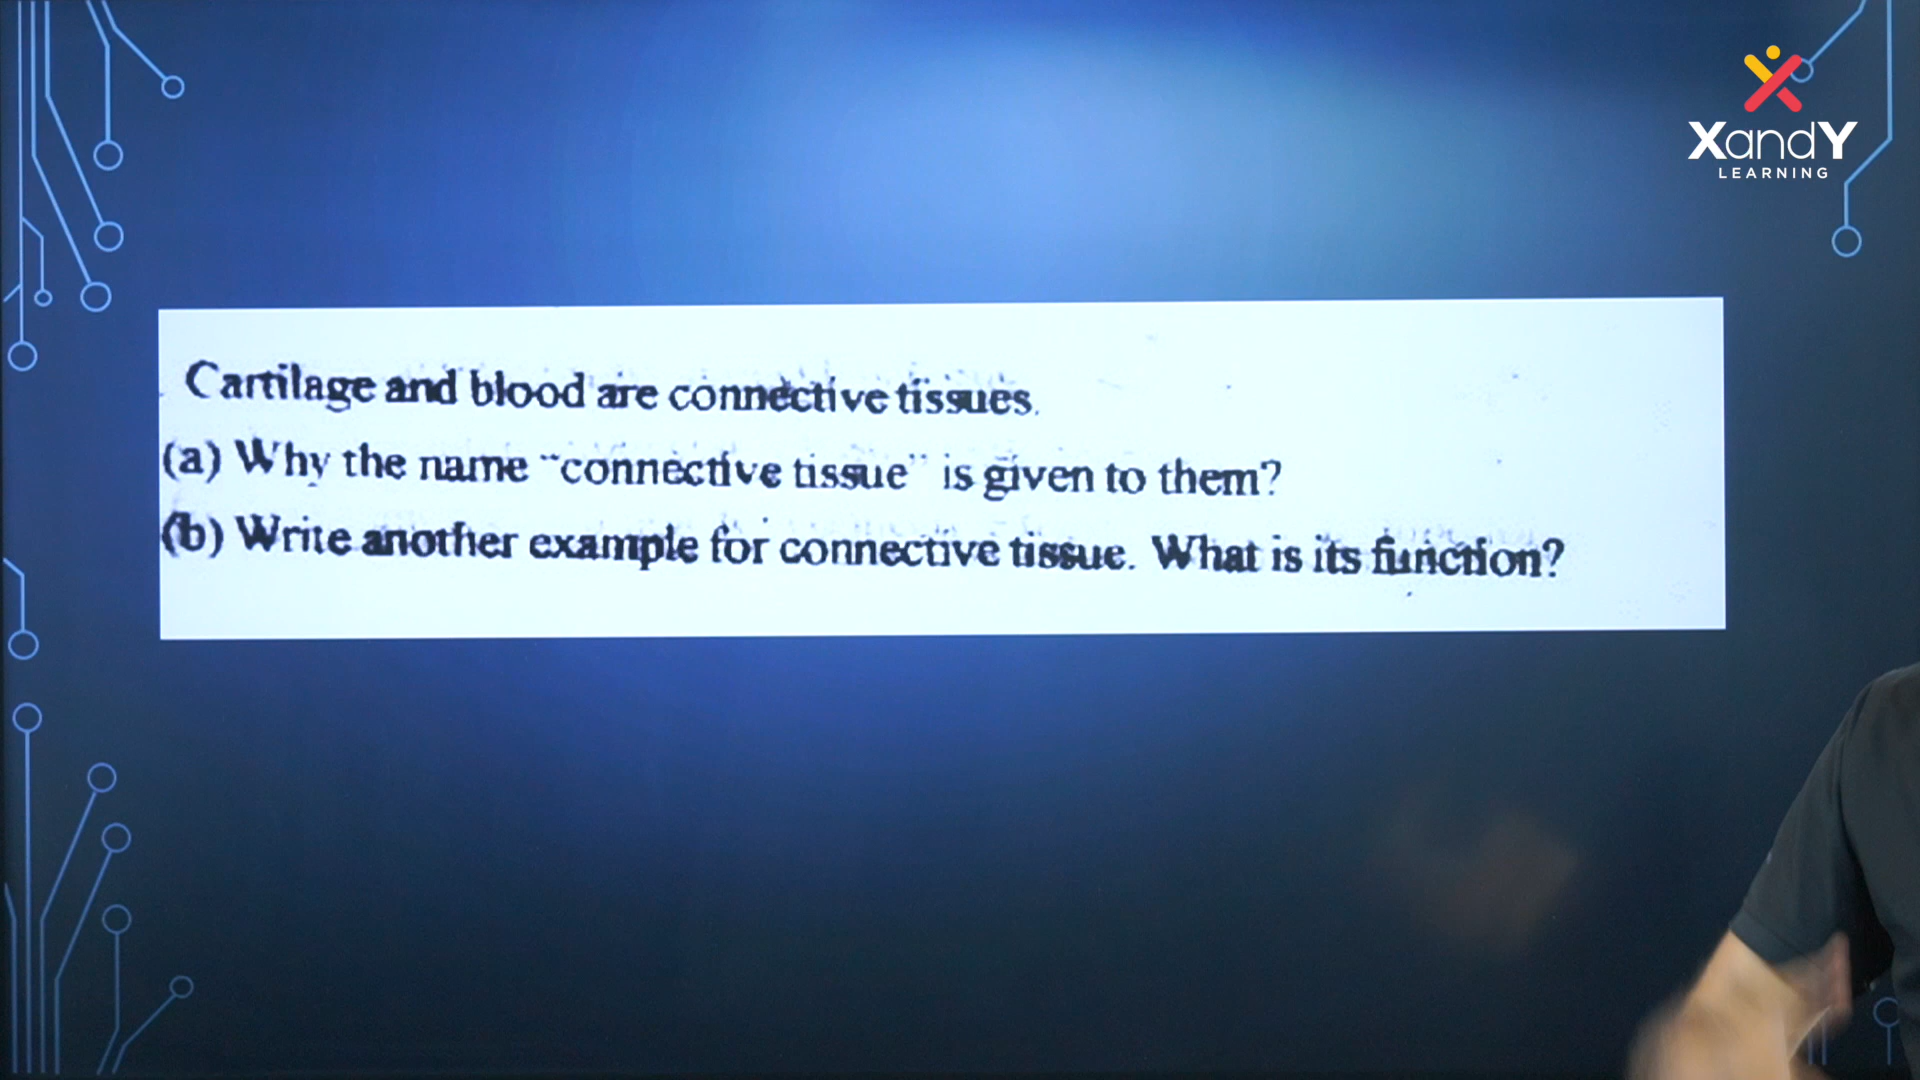 XandY
LEARNING
Cartilage and blood are connective tissues.
(a) Why the name "connective tissue" is given to them?
(b) Write another example for connective tissue. What is its function?